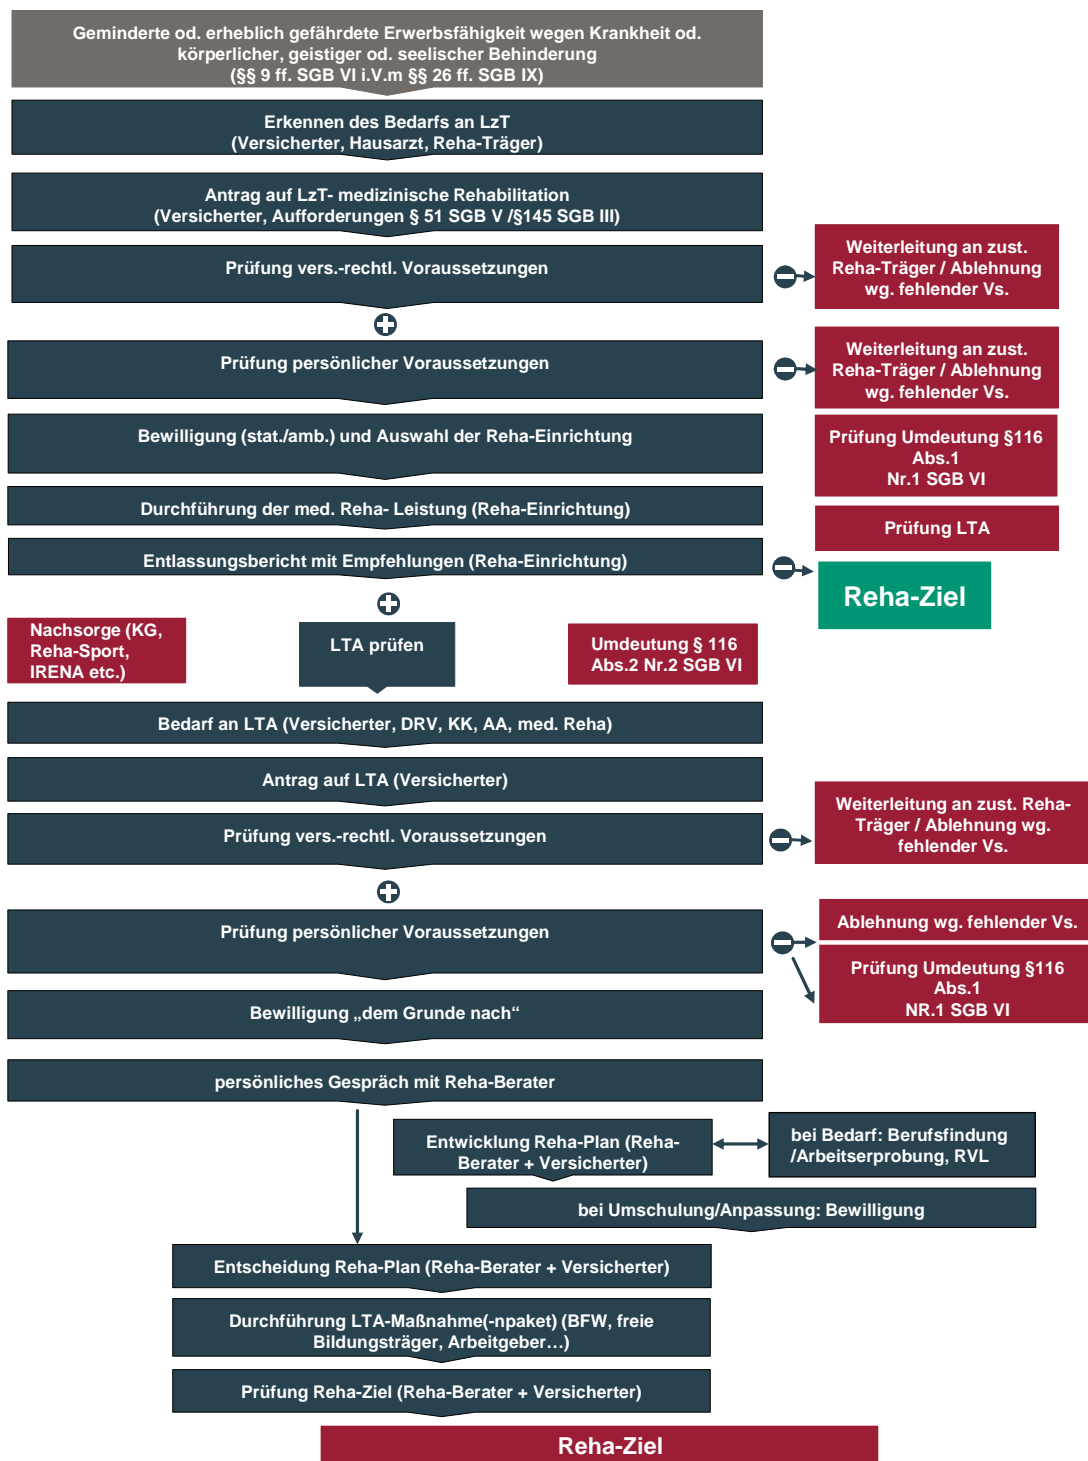 Geminderte od. erheblich gefährdete Erwerbsfähigkeit wegen Krankheit od.
körperlicher, geistiger od. seelischer Behinderung
(§§ 9 ff. SGB VI i.V.m §§ 26 ff. SGB IX)
Erkennen des Bedarfs an LzT
(Versicherter, Hausarzt, Reha-Träger)
Antrag auf LzT- medizinische Rehabilitation
(Versicherter, Aufforderungen § 51 SGB V /§145 SGB III)
Prüfung vers.-rechtl. Voraussetzungen
Weiterleitung an zust.
Reha-Träger / Ablehnung
wg. fehlender Vs.
Prüfung persönlicher Voraussetzungen
Weiterleitung an zust.
Reha-Träger / Ablehnung
wg. fehlender Vs.
Bewilligung (stat./amb.) und Auswahl der Reha-Einrichtung
Prüfung Umdeutung §116
Abs.1
Nr.1 SGB VI
Durchführung der med. Reha- Leistung (Reha-Einrichtung)
Prüfung LTA
Entlassungsbericht mit Empfehlungen (Reha-Einrichtung)
Reha-Ziel
Nachsorge (KG,
Reha-Sport,
IRENA etc.)
LTA prüfen
Umdeutung § 116
Abs.2 Nr.2 SGB VI
Bedarf an LTA (Versicherter, DRV, KK, AA, med. Reha)
Antrag auf LTA (Versicherter)
Prüfung vers.-rechtl. Voraussetzungen
Weiterleitung an zust. Reha-
Träger / Ablehnung wg.
fehlender Vs.
Prüfung persönlicher Voraussetzungen
Ablehnung wg. fehlender Vs.
Prüfung Umdeutung §116
Abs.1
NR.1 SGB VI
Bewilligung „dem Grunde nach“
persönliches Gespräch mit Reha-Berater
Entwicklung Reha-Plan (Reha-
Berater + Versicherter)
bei Bedarf: Berufsfindung
/Arbeitserprobung, RVL
bei Umschulung/Anpassung: Bewilligung
Entscheidung Reha-Plan (Reha-Berater + Versicherter)
Durchführung LTA-Maßnahme(-npaket) (BFW, freie
Bildungsträger, Arbeitgeber…)
Prüfung Reha-Ziel (Reha-Berater + Versicherter)
Reha-Ziel